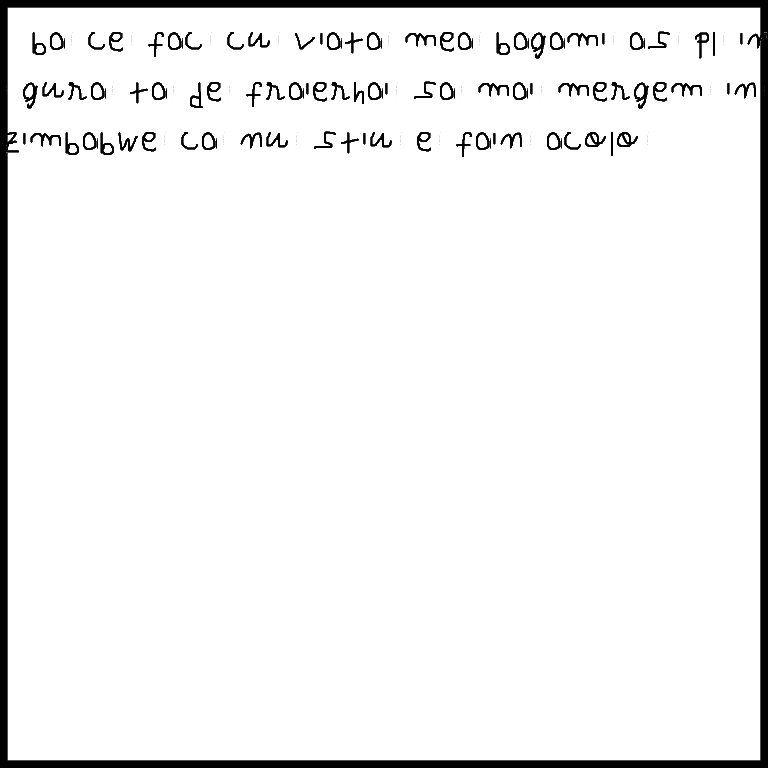 ba ce fac cu viata mea bagami as pl in
gura ta de fraierhai sa mai mergem in
zimbabwe ca nu stiu e fain acolo